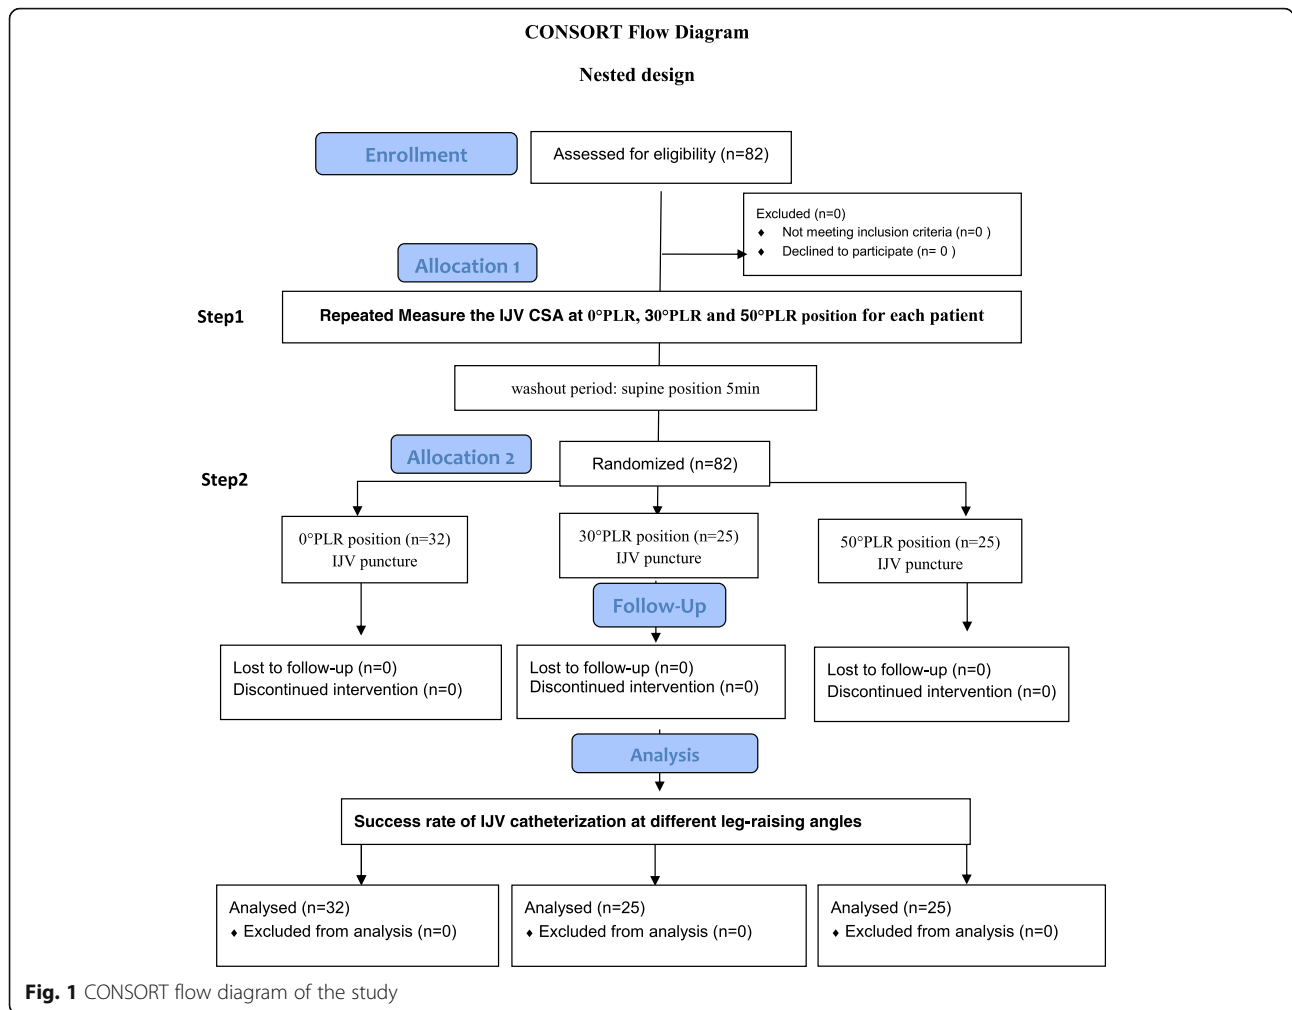 CONSORT Flow Diagram
Nested design
Enrollment
Assessed for eligibility (n=82)
Excluded (n=0)
♦ Not meeting inclusion criteria (n=0 )
♦ Declined to participate (n= 0 )
Allocation 1
Step1
Repeated Measure the IJV CSA at 0°PLR, 30°PLR and 50°PLR position for each patient
washout period: supine position 5min
Allocation 2
Randomized (n=82)
Step2
0°PLR position (n=32)
IJV puncture
30°PLR position (n=25)
IJV puncture
50°PLR position (n=25)
IJV puncture
Follow-Up
Lost to follow-up (n=0)
Discontinued intervention (n=0)
Lost to follow-up (n=0)
Discontinued intervention (n=0)
Lost to follow-up (n=0)
Discontinued intervention (n=0)
Analysis
Success rate of IJV catheterization at different leg-raising angles
Analysed (n=32)
♦ Excluded from analysis (n=0)
Analysed (n=25)
♦ Excluded from analysis (n=0)
Analysed (n=25)
♦ Excluded from analysis (n=0)
Fig. 1 CONSORT flow diagram of the study